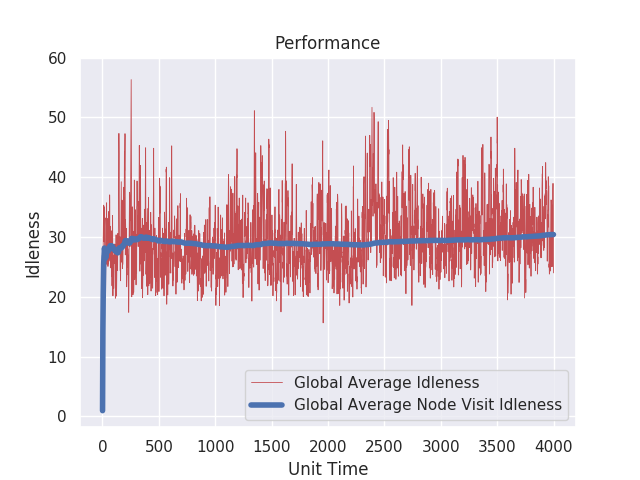 Performance
60
50
40
30
20
10
0
Idleness
0 500 1000 1500 2000 2500 3000 3500 4000
Unit Time
Global Average Idleness
Global Average Node Visit Idleness